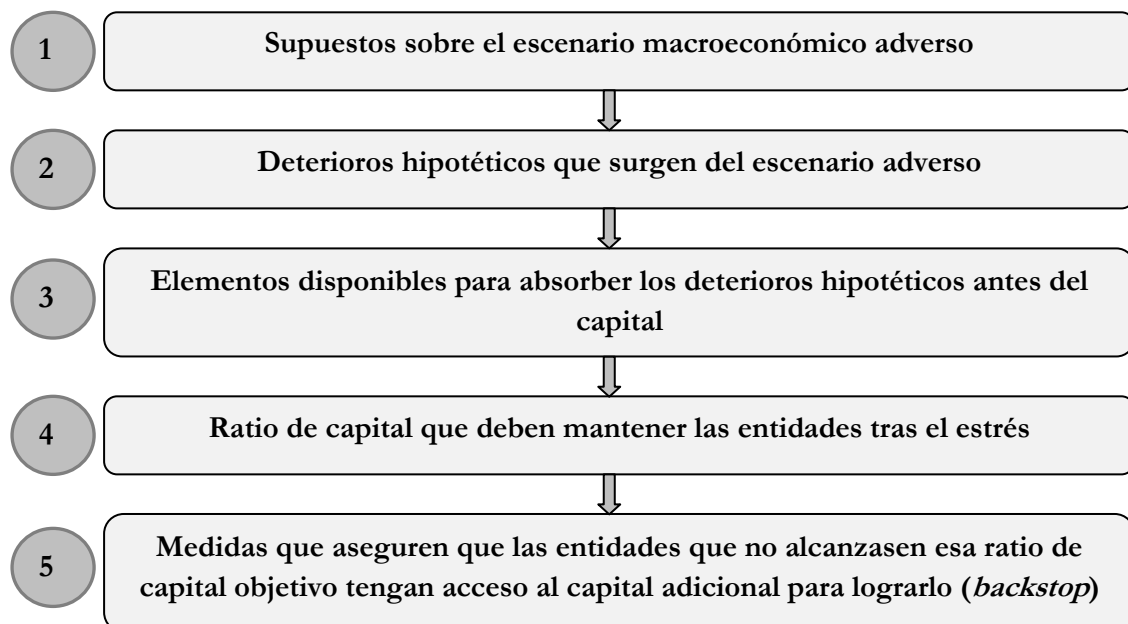 1
Supuestos sobre el escenario macroeconómico adverso
2
Deterioros hipotéticos que surgen del escenario adverso
3
Elementos disponibles para absorber los deterioros hipotéticos antes del
capital
4
Ratio de capital que deben mantener las entidades tras el estrés
5
Medidas que aseguren que las entidades que no alcanzasen esa ratio de
capital objetivo tengan acceso al capital adicional para lograrlo (backstop)